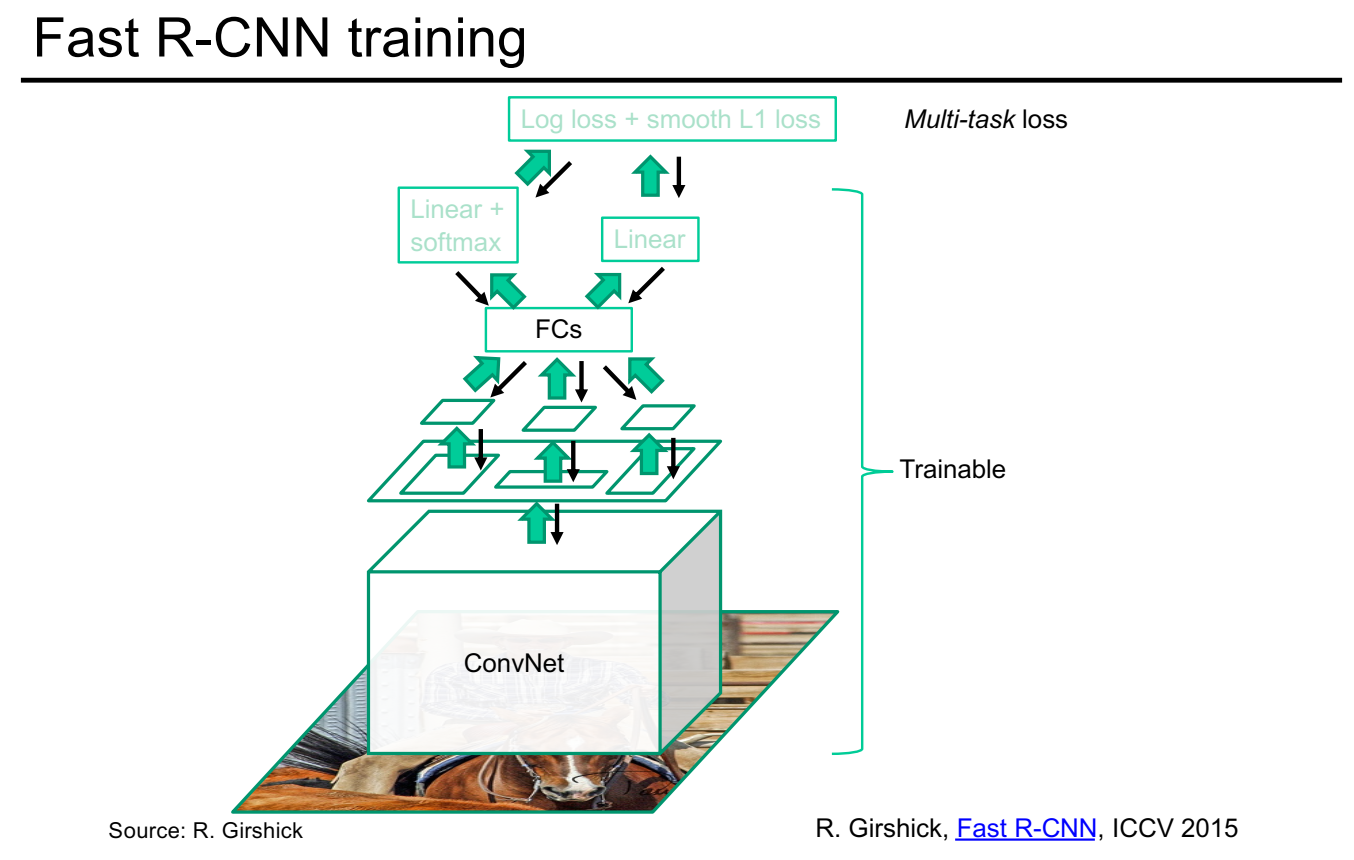 Fast R-CNN training
Log loss + smooth L1 loss
Multi-task loss
Linear +
softmax
Linear
FCs
Trainable
ConvNet
Source: R. Girshick
R. Girshick, Fast R-CNN, ICCV 2015